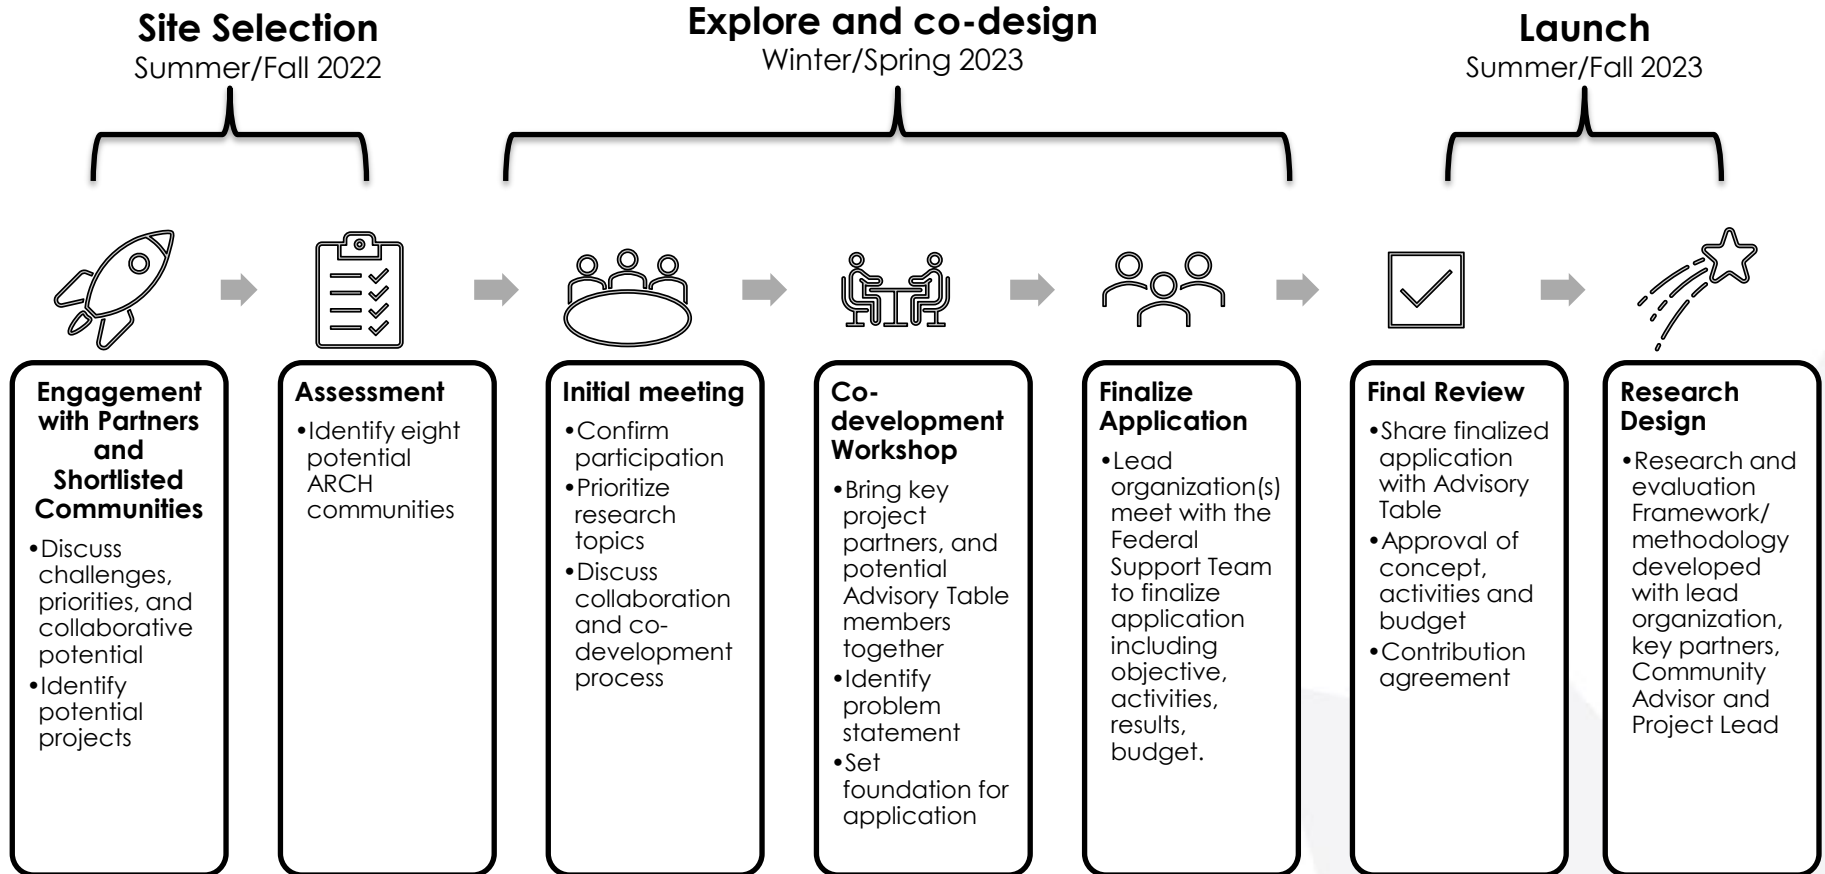 Site Selection
Summer/Fall 2022
Explore and co-design
Winter/Spring 2023
Launch
Summer/Fall 2023
Engagement
with Partners
and
Shortlisted
Communities
•Discuss
challenges,
priorities, and
collaborative
potential
•Identify
potential
projects
Assessment
•Identify eight
potential
ARCH
communities
Initial meeting
•Confirm
participation
•Prioritize
research
topics
•Discuss
collaboration
and co-
development
process
Co-
development
Workshop
•Bring key
project
partners, and
potential
Advisory Table
members
together
•Identify
problem
statement
•Set
foundation for
application
Finalize
Application
•Lead
organization(s)
meet with the
Federal
Support Team
to finalize
application
including
objective,
activities,
results,
budget.
Final Review
•Share finalized
application
with Advisory
Table
•Approval of
concept,
activities and
budget
•Contribution
agreement
Research
Design
•Research and
evaluation
Framework/
methodology
developed
with lead
organization,
key partners,
Community
Advisor and
Project Lead